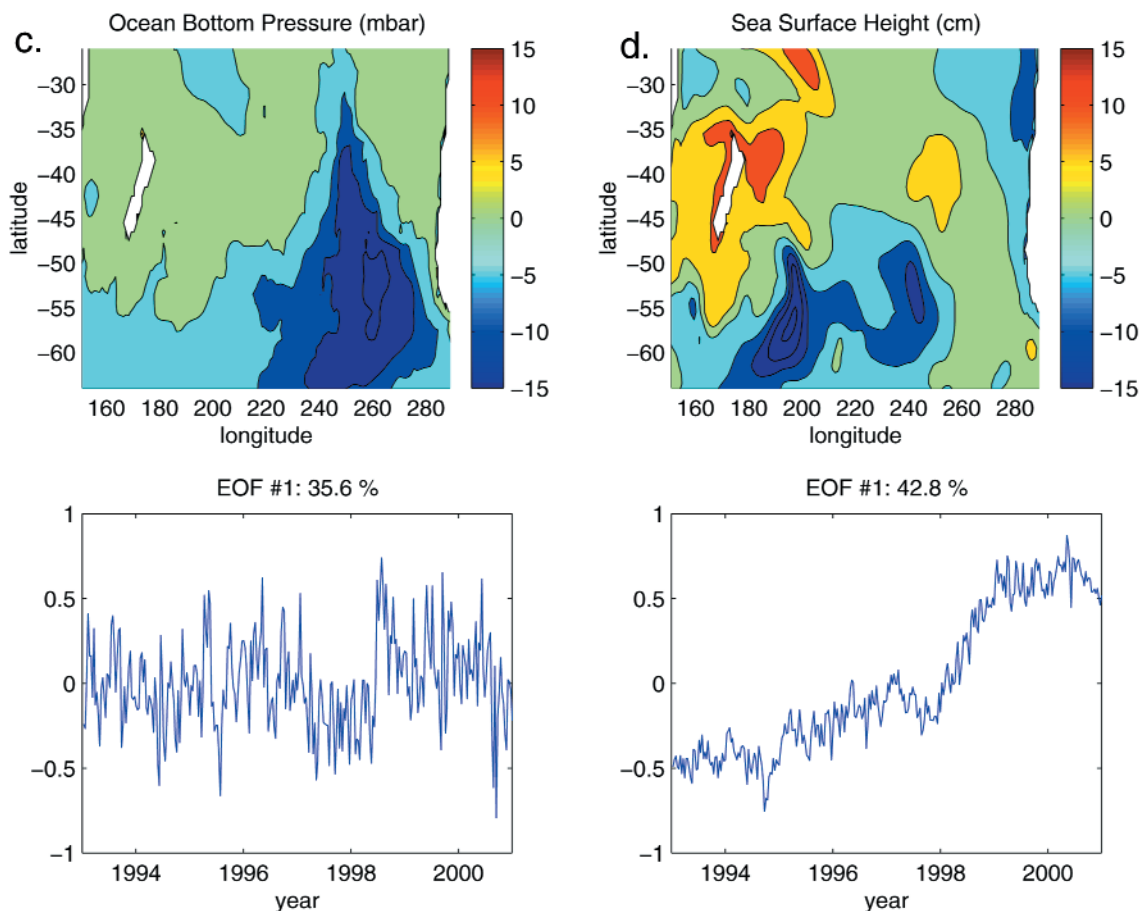 c.
Ocean Bottom Pressure (mbar)
−30
−35
−40
−45
−50
−55
−60
latitude
160 180 200 220 240 260 280
longitude
15
10
5
0
−5
−10
−15
d.
Sea Surface Height (cm)
−30
−35
−40
−45
−50
−55
−60
latitude
160 180 200 220 240 260 280
longitude
15
10
5
0
−5
−10
−15
EOF #1: 35.6 %
1
0.5
0
−0.5
−1
1994 1996 1998 2000
year
EOF #1: 42.8 %
1
0.5
0
−0.5
−1
1994 1996 1998 2000
year